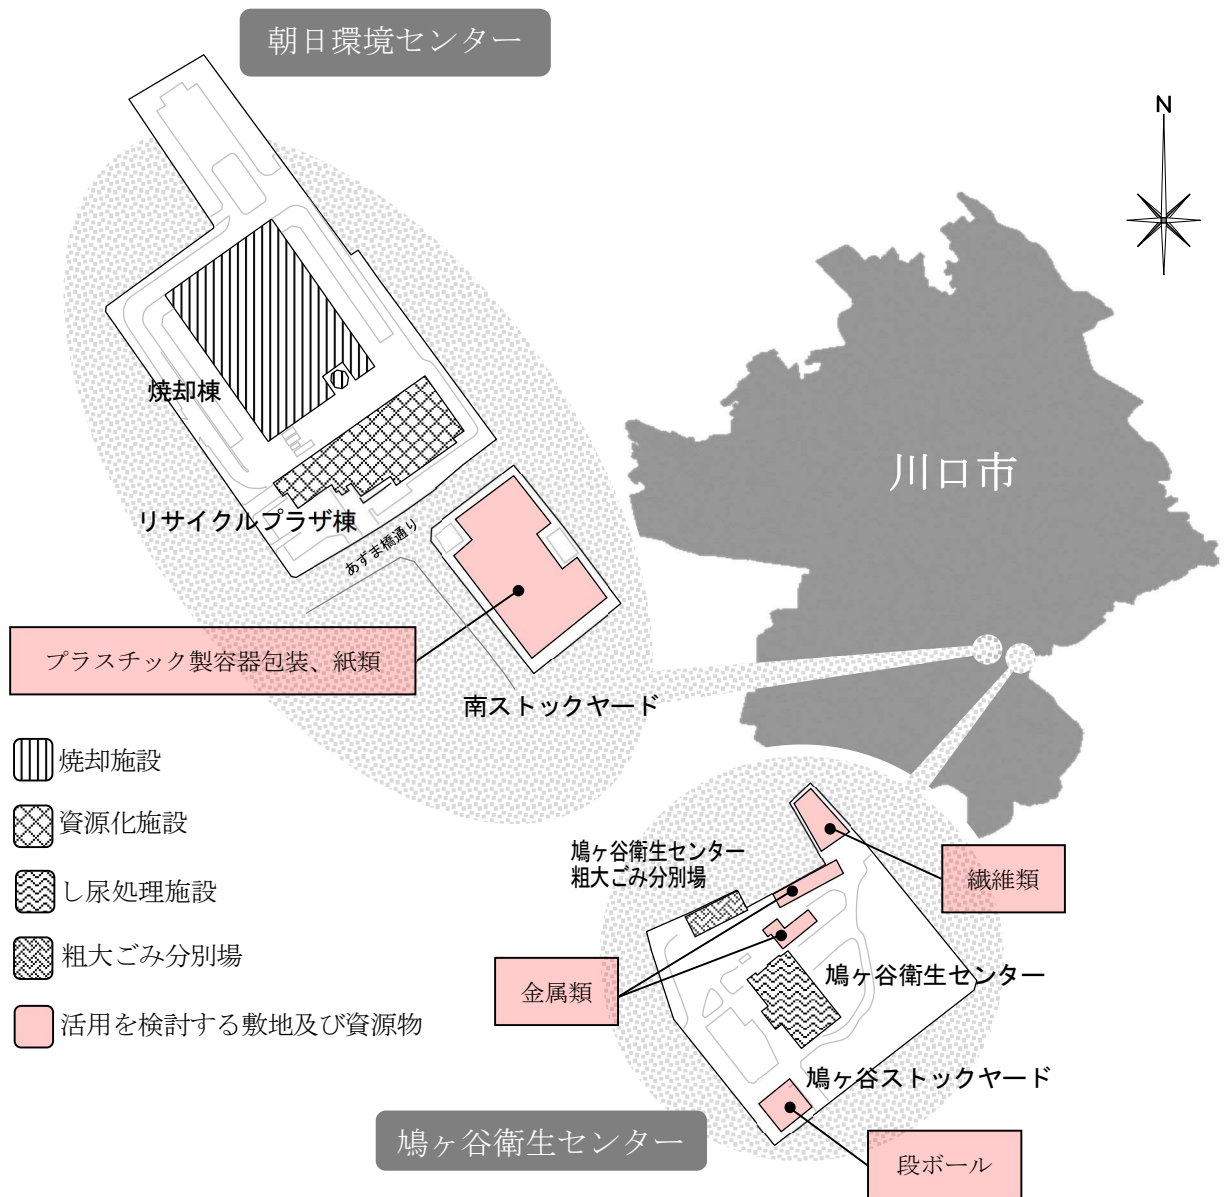 朝日環境センター
N
川口市
焼却棟
リサイクルプラザ棟
あずま橋通り
プラスチック製容器包装、紙類
南ストックヤード
焼却施設
資源化施設
し尿処理施設
粗大ごみ分別場
活用を検討する敷地及び資源物
鳩ヶ谷衛生センター
粗大ごみ分別場
繊維類
金属類
鳩ヶ谷衛生センター
鳩ヶ谷ストックヤード
鳩ヶ谷衛生センター
段ボール